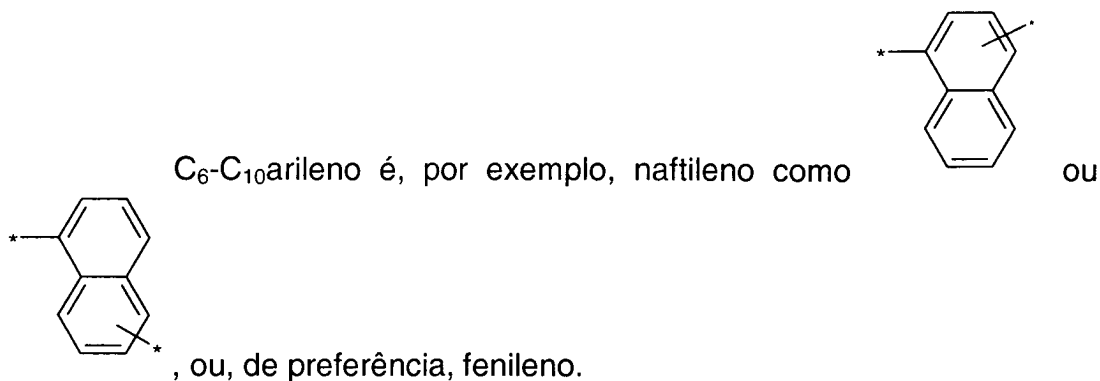 C₆-C₁₀arileno é, por exemplo, naftileno como ou
, ou, de preferência, fenileno.